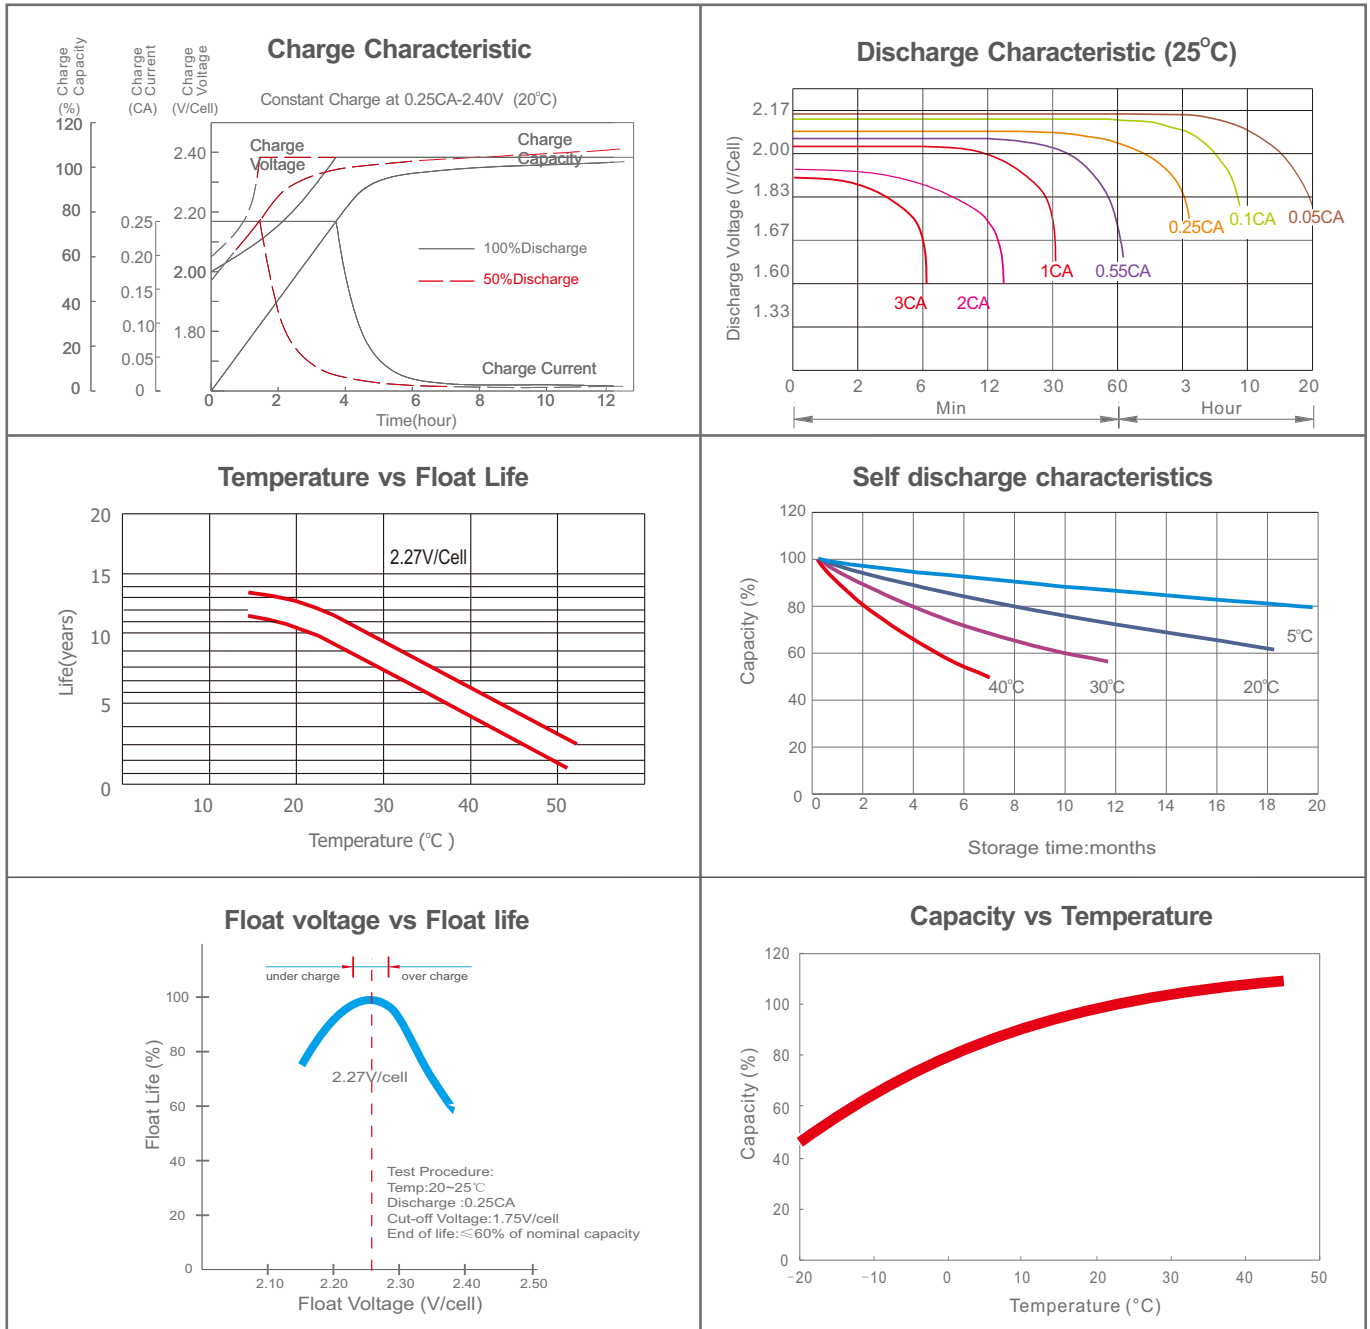 Charge Characteristic
Charge Capacity
(%)
Charge Current
(CA)
Charge Voltage
(V/Cell)
Constant Charge at 0.25CA-2.40V (20°C)
120
100
80
60
40
20
0
0.25
0.20
0.15
0.10
0.05
0
2.40
2.20
2.00
1.80
Charge
Voltage
Charge
Capacity
100%Discharge
50%Discharge
Charge Current
0 2 4 6 8 10 12
Time(hour)
Discharge Characteristic (25°C)
Discharge Voltage (V/Cell)
2.17
2.00
1.83
1.67
1.60
1.33
3CA
2CA
1CA
0.55CA
0.25CA
0.1CA
0.05CA
0 2 6 12 30 60 3 10 20
Min
Hour
Temperature vs Float Life
Life(years)
20
15
10
5
0
2.27V/Cell
10 20 30 40 50
Temperature (°C )
Self discharge characteristics
Capacity (%)
120
100
80
60
40
20
0
5°C
40°C
30°C
20°C
0 2 4 6 8 10 12 14 16 18 20
Storage time:months
Float voltage vs Float life
under charge
over charge
Float Life (%)
100
80
60
40
20
0
2.27V/cell
Test Procedure:
Temp:20~25℃
Discharge :0.25CA
Cut-off Voltage:1.75V/cell
End of life:≤60% of nominal capacity
2.10 2.20 2.30 2.40 2.50
Float Voltage (V/cell)
Capacity vs Temperature
Capacity (%)
120
100
80
60
40
20
0
−20 −10 0 10 20 30 40 50
Temperature (°C)